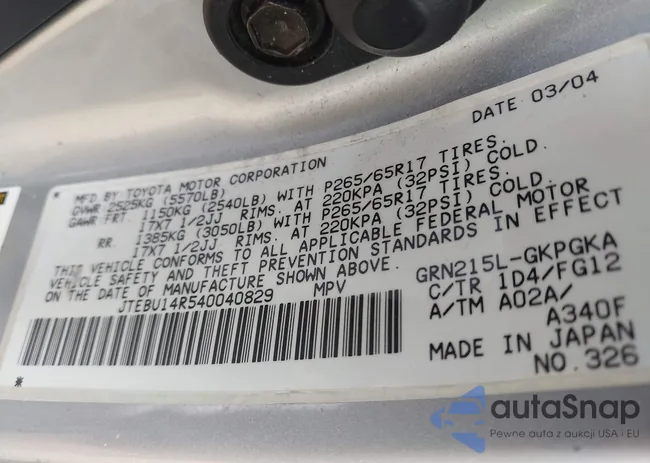 DATE 03/04
MFD. BY TOYOTA MOTOR CORPORATION
GVWR 2525KG (5570LB)
GAWR FRT. 1150KG (2540LB) WITH P265/65R17 TIRES.
17X7 1/2JJ RIMS. AT 220KPA (32PSI) COLD.
RR. 1385KG (3050LB) WITH P265/65R17 TIRES.
17X7 1/2JJ RIMS. AT 220KPA (32PSI) COLD.
THIS VEHICLE CONFORMS TO ALL APPLICABLE FEDERAL MOTOR
VEHICLE SAFETY AND THEFT PREVENTION STANDARDS IN EFFECT
ON THE DATE OF MANUFACTURE SHOWN ABOVE.
JTEBU14R540040829 MPV
GRN215L-GKPGKA
C/TR 1D4/FG12
A/TM A02A/
A340F
MADE IN JAPAN
NO.326
autaSnap
Pewne auta z aukcji USA i EU